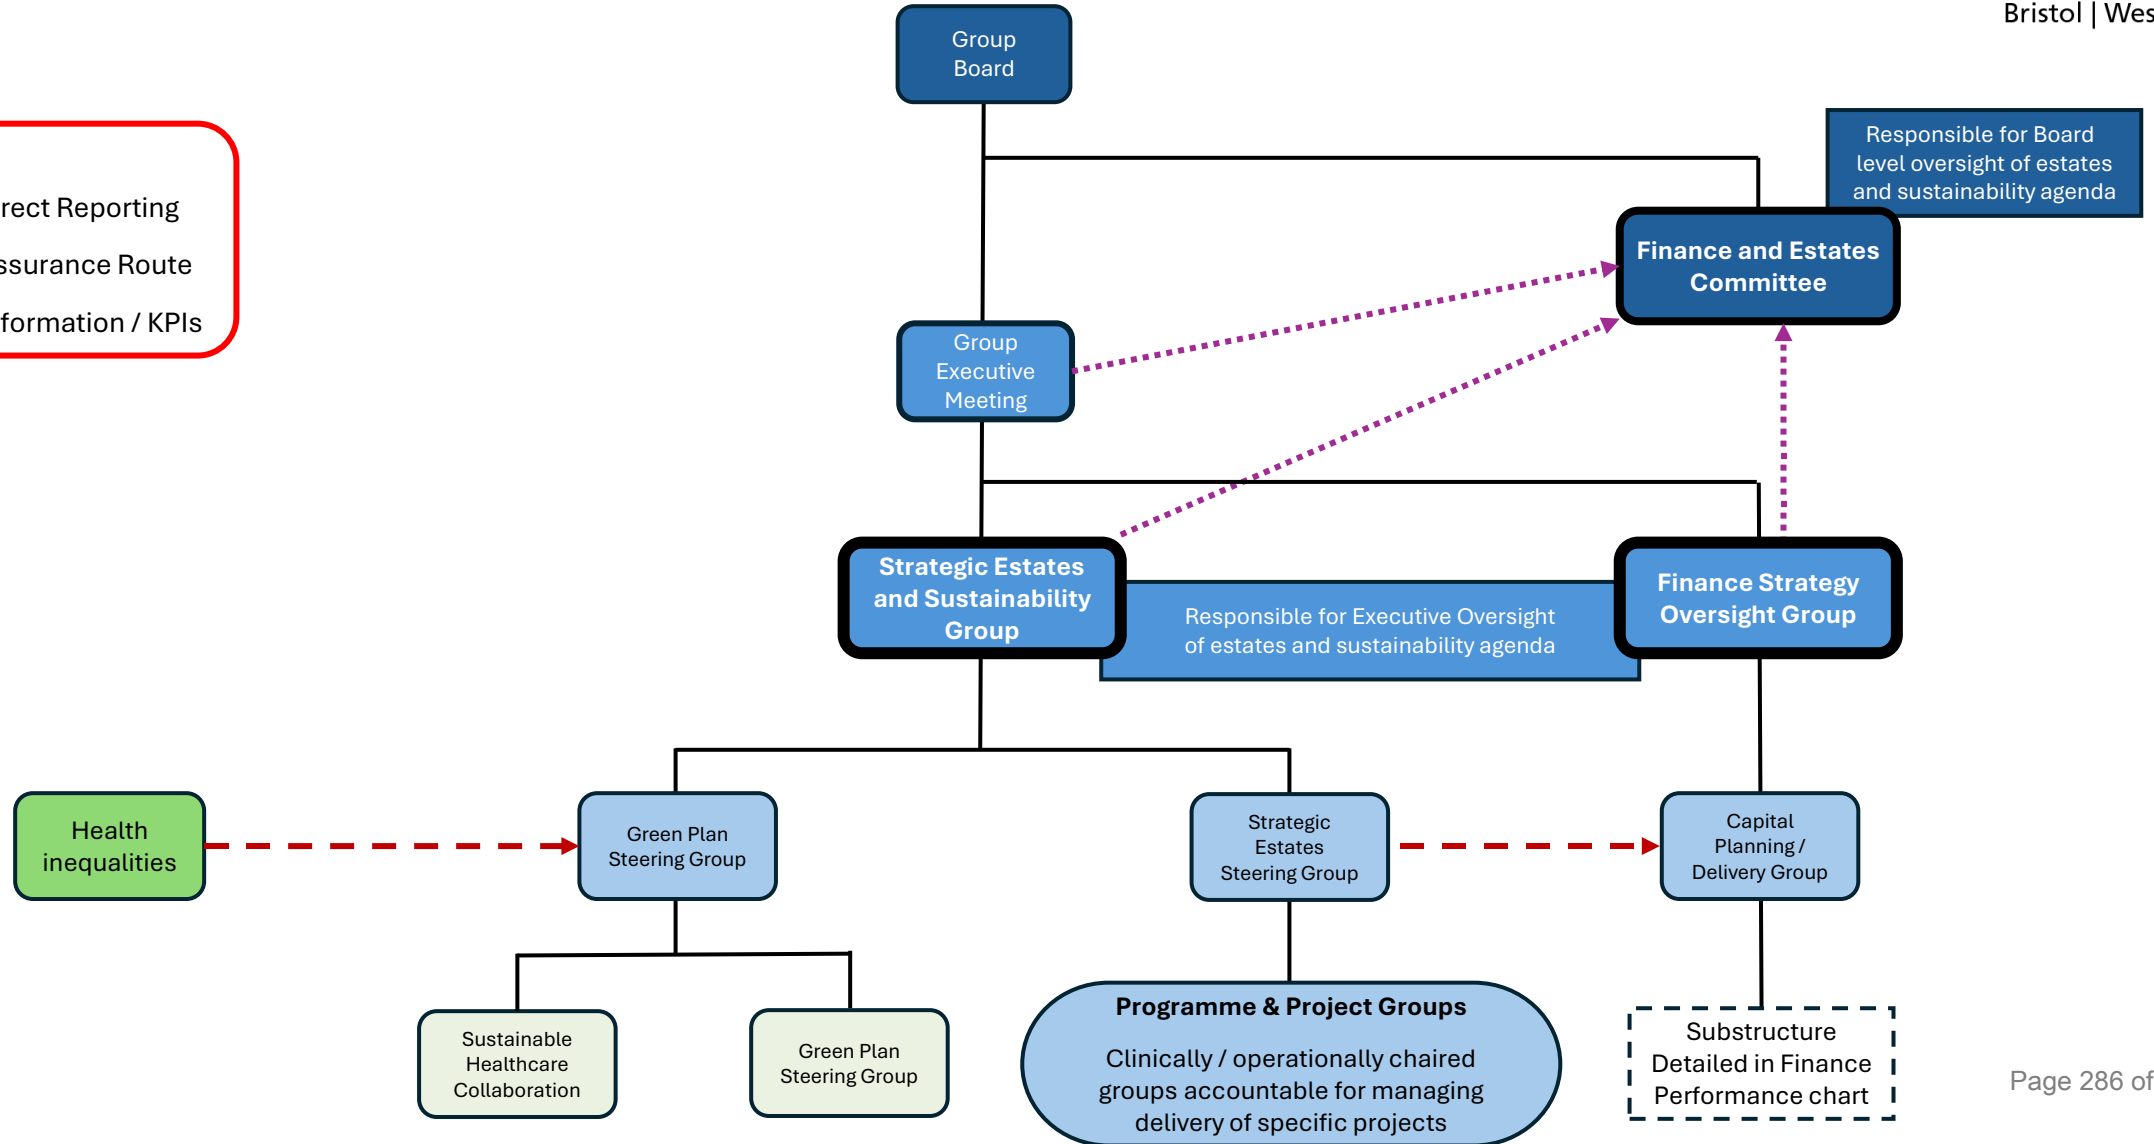 Bristol | Wes
Group
Board
Responsible for Board
level oversight of estates
and sustainability agenda
rect Reporting
ssurance Route
formation / KPIs
Finance and Estates
Committee
Group
Executive
Meeting
Strategic Estates
and Sustainability
Group
Responsible for Executive Oversight
of estates and sustainability agenda
Finance Strategy
Oversight Group
Health
inequalities
Green Plan
Steering Group
Strategic
Estates
Steering Group
Capital
Planning /
Delivery Group
Sustainable
Healthcare
Collaboration
Green Plan
Steering Group
Programme & Project Groups
Clinically / operationally chaired
groups accountable for managing
delivery of specific projects
Substructure
Detailed in Finance
Performance chart
Page 286 of